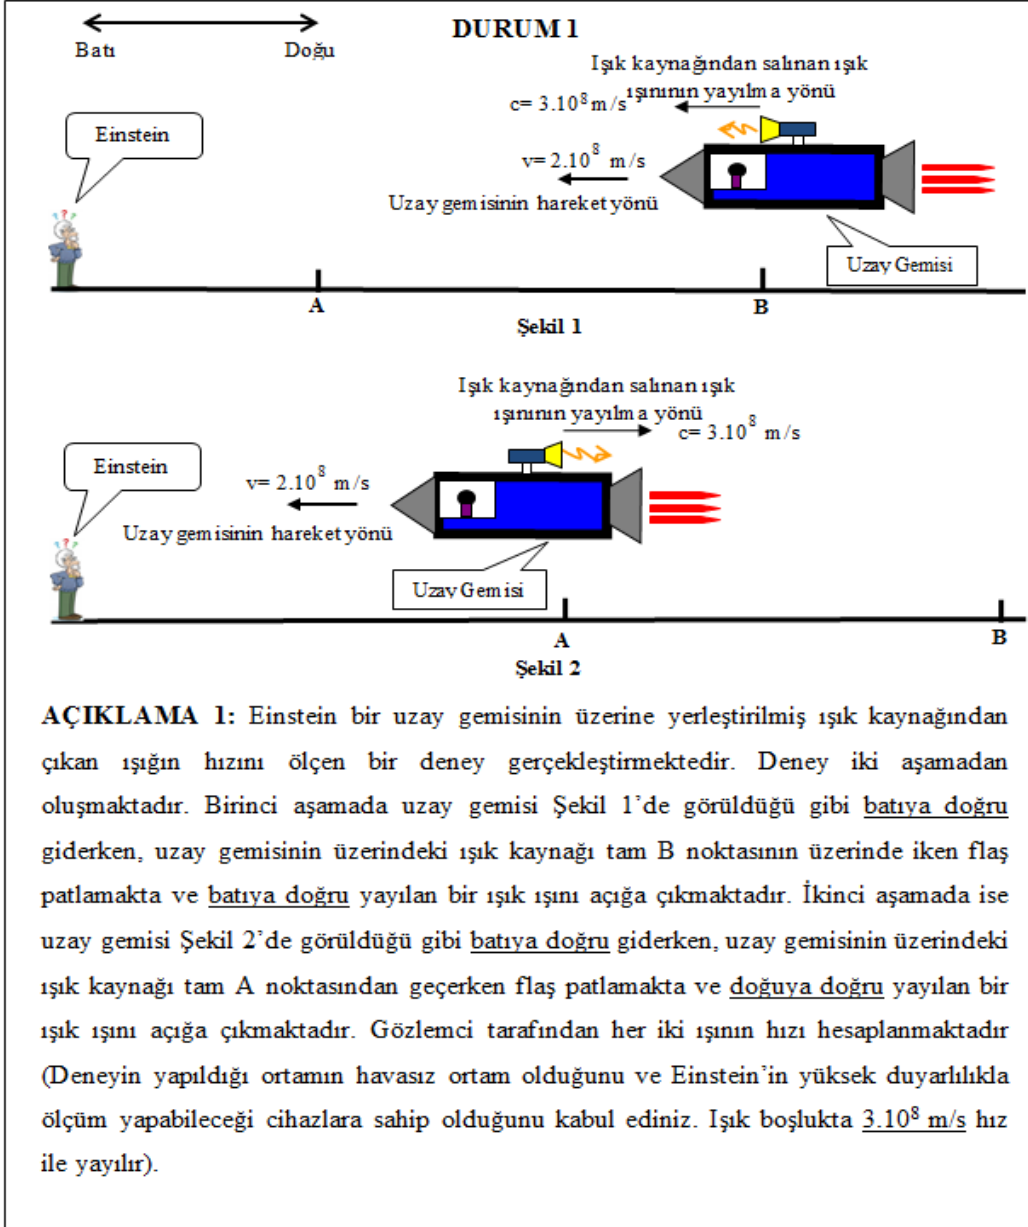 DURUM 1
Batı
Doğu
Işık kaynağından salınan ışık
ışınının yayılma yönü
c= 3.10⁸ m/s
Einstein
v= 2.10⁸ m/s
Uzay gemisinin hareket yönü
Uzay Gemisi
A
B
Şekil 1
Işık kaynağından salınan ışık
ışınının yayılma yönü
c= 3.10⁸ m/s
Einstein
v= 2.10⁸ m/s
Uzay gemisinin hareket yönü
Uzay Gemisi
A
B
Şekil 2
AÇIKLAMA 1: Einstein bir uzay gemisinin üzerine yerleştirilmiş ışık kaynağından
çıkan ışığın hızını ölçen bir deney gerçekleştirmektedir. Deney iki aşamadan
oluşmaktadır. Birinci aşamada uzay gemisi Şekil 1’de görüldüğü gibi batıya doğru
giderken, uzay gemisinin üzerindeki ışık kaynağı tam B noktasının üzerinde iken flaş
patlamakta ve batıya doğru yayılan bir ışık ışını açığa çıkmaktadır. İkinci aşamada ise
uzay gemisi Şekil 2’de görüldüğü gibi batıya doğru giderken, uzay gemisinin üzerindeki
ışık kaynağı tam A noktasından geçerken flaş patlamakta ve doğuya doğru yayılan bir
ışık ışını açığa çıkmaktadır. Gözlemci tarafından her iki ışının hızı hesaplanmaktadır
(Deneyin yapıldığı ortamın havasız ortam olduğunu ve Einstein’in yüksek duyarlılıkla
ölçüm yapabileceği cihazlara sahip olduğunu kabul ediniz. Işık boşlukta 3.10⁸ m/s hız
ile yayılır).